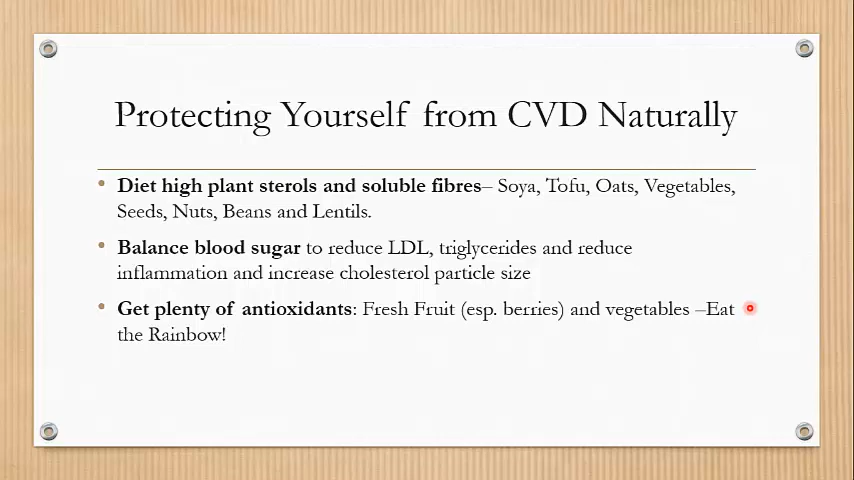 Protecting Yourself from CVD Naturally
• Diet high plant sterols and soluble fibres– Soya, Tofu, Oats, Vegetables,
Seeds, Nuts, Beans and Lentils.
• Balance blood sugar to reduce LDL, triglycerides and reduce
inflammation and increase cholesterol particle size
• Get plenty of antioxidants: Fresh Fruit (esp. berries) and vegetables –Eat
the Rainbow!